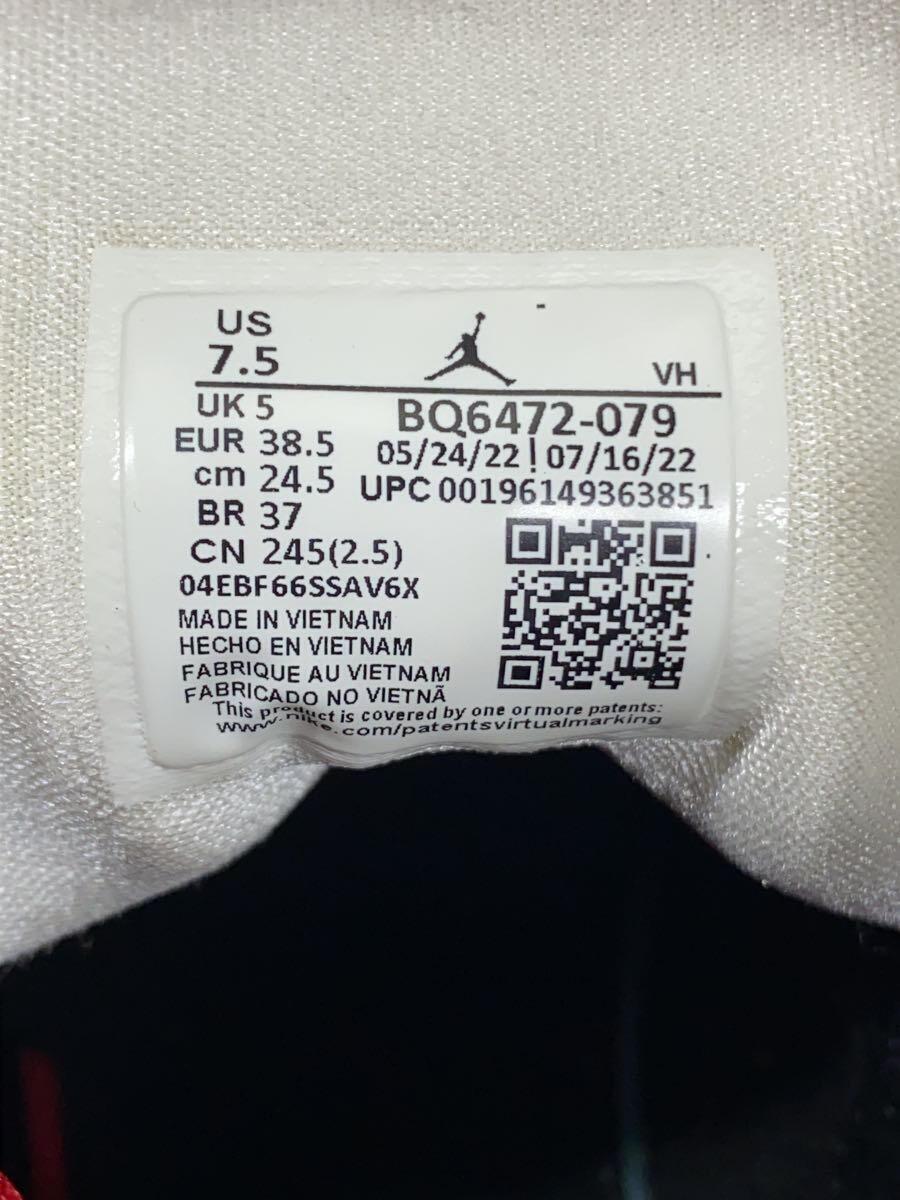 US
7.5
VH
UK 5
EUR 38.5
cm 24.5
BR 37
CN 245(2.5)
BQ6472-079
05/24/22 | 07/16/22
UPC 00196149363851
04EBF66SSAV6X
MADE IN VIETNAM
HECHO EN VIETNAM
FABRIQUE AU VIETNAM
FABRICADO NO VIETNÃ
This product is covered by one or more patents:
www.nike.com/patentsvirtualmarking